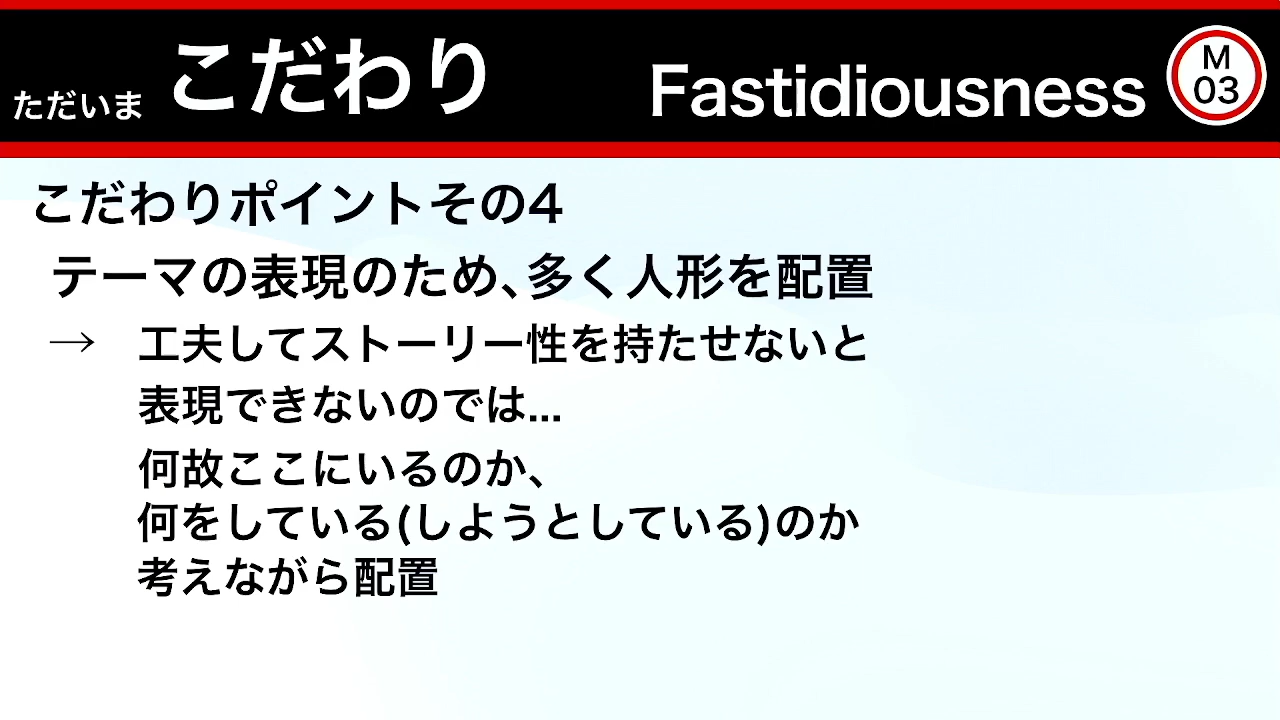 ただいま こだわり Fastidiousness M
03
こだわりポイントその4
テーマの表現のため、多く人形を配置
→ 工夫してストーリー性を持たせないと
表現できないのでは...
何故ここにいるのか、
何をしている(しようとしている)のか
考えながら配置